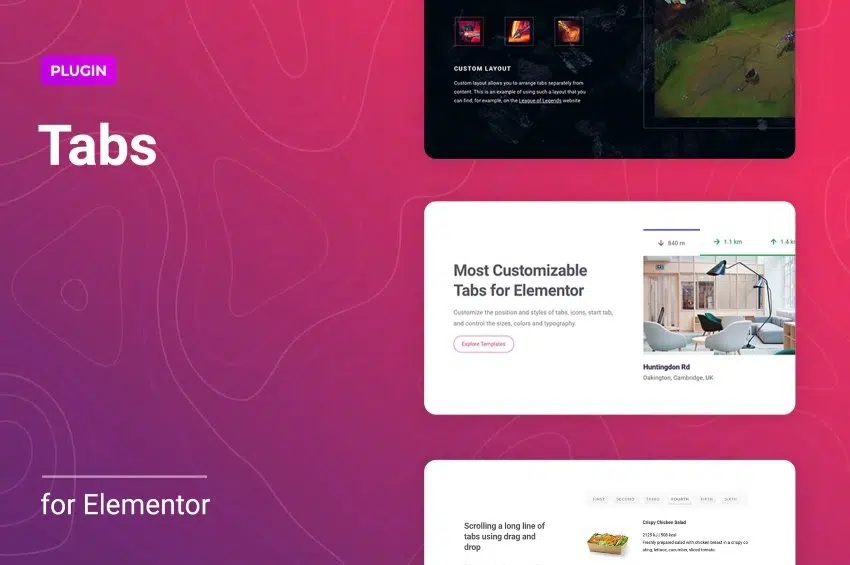 PLUGIN
Tabs
for Elementor
CUSTOM LAYOUT
Custom layout allows you to arrange tabs separately from
content. This is an example of using such a layout that you
can find, for example, on the League of Legends website
Most Customizable
Tabs for Elementor
Customize the position and styles of tabs, icons, start tab,
and control the sizes, colors and typography.
Explore Templates
840 m
1.1 km
1.4 k
Huntingdon Rd
Oakington, Cambridge, UK
Scrolling a long line of
tabs using drag and
drop
FIRST SECOND THIRD FOURTH FIFTH SIXTH
Crispy Chicken Salad
2125 kJ | 508 kcal
Freshly prepared salad with chicken breast in a crispy co
ating, lettuce, cucumber, sliced tomato.